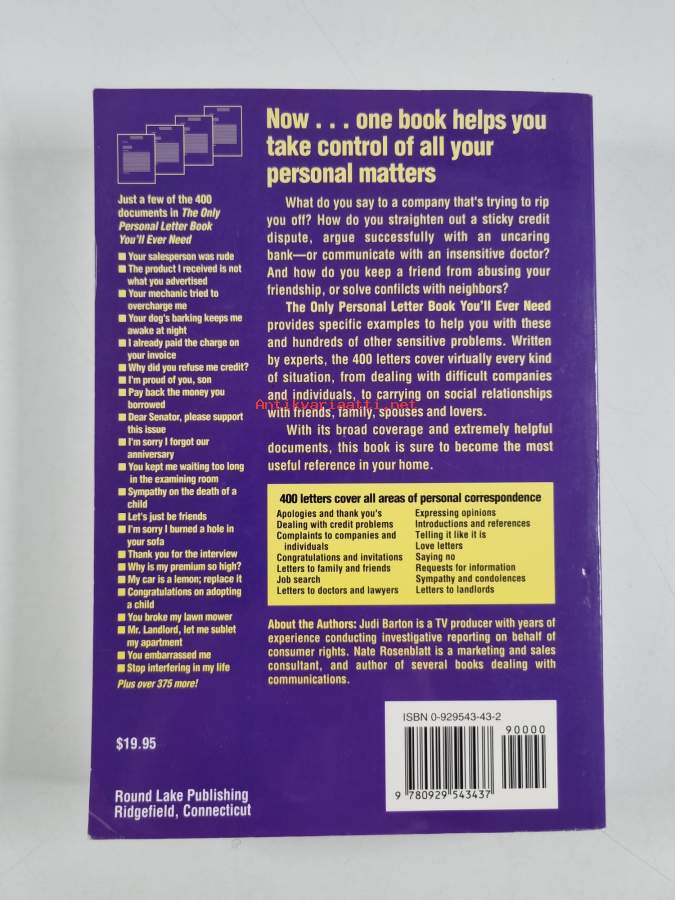 Just a few of the 400
documents in The Only
Personal Letter Book
You'll Ever Need
■ Your salesperson was rude
■ The product I received is not
what you advertised
■ Your mechanic tried to
overcharge me
■ Your dog's barking keeps me
awake at night
■ I already paid the charge on
your invoice
■ Why did you refuse me credit?
■ I'm proud of you, son
■ Pay back the money you
borrowed
■ Dear Senator, please support
this issue
■ I'm sorry I forgot our
anniversary
■ You kept me waiting too long
in the examining room
■ Sympathy on the death of a
child
■ Let's just be friends
■ I'm sorry I burned a hole in
your sofa
■ Thank you for the interview
■ Why is my premium so high?
■ My car is a lemon; replace it
■ Congratulations on adopting
a child
■ You broke my lawn mower
■ Mr. Landlord, let me sublet
my apartment
■ You embarrassed me
■ Stop interfering in my life
Plus over 375 more!
$19.95
Round Lake Publishing
Ridgefield, Connecticut
Now . . . one book helps you
take control of all your
personal matters
What do you say to a company that's trying to rip
you off? How do you straighten out a sticky credit
dispute, argue successfully with an uncaring
bank—or communicate with an insensitive doctor?
And how do you keep a friend from abusing your
friendship, or solve confilcts with neighbors?
The Only Personal Letter Book You'll Ever Need
provides specific examples to help you with these
and hundreds of other sensitive problems. Written
by experts, the 400 letters cover virtually every kind
of situation, from dealing with difficult companies
and individuals, to carrying on social relationships
with friends, family, spouses and lovers.
Antikvariaatti.net
With its broad coverage and extremely helpful
documents, this book is sure to become the most
useful reference in your home.
400 letters cover all areas of personal correspondence
Apologies and thank you's
Dealing with credit problems
Complaints to companies and
individuals
Congratulations and invitations
Letters to family and friends
Job search
Letters to doctors and lawyers
Expressing opinions
Introductions and references
Telling it like it is
Love letters
Saying no
Requests for information
Sympathy and condolences
Letters to landlords
About the Authors: Judi Barton is a TV producer with years of
experience conducting investigative reporting on behalf of
consumer rights. Nate Rosenblatt is a marketing and sales
consultant, and author of several books dealing with
communications.
ISBN 0-929543-43-2
90000
9 780929 543437